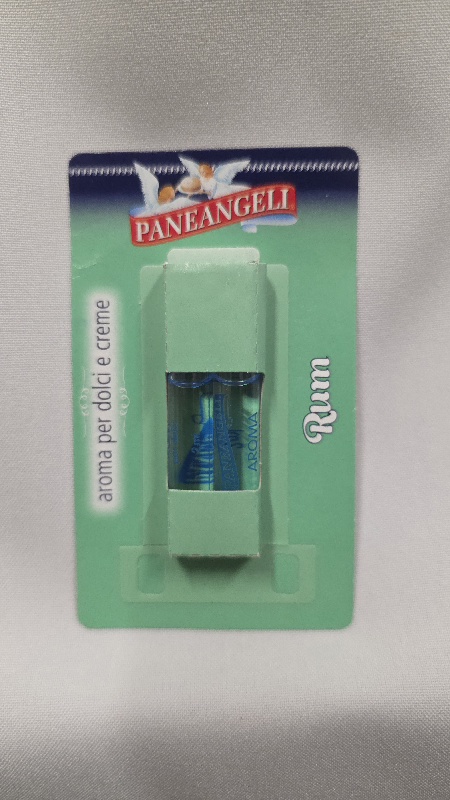 PANEANGELI
aroma per dolci e creme
Rum
AROMA